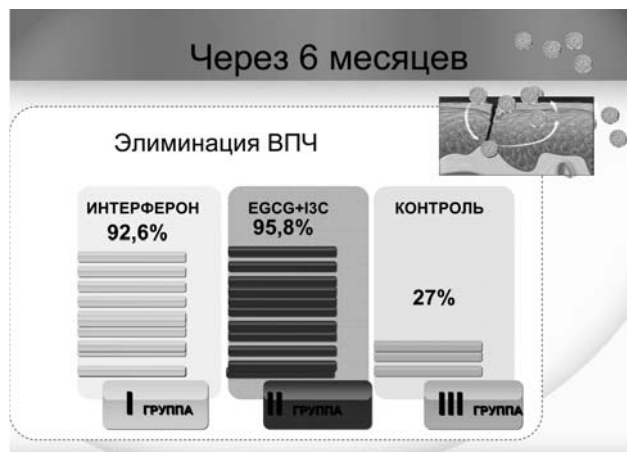 Через 6 месяцев
Элиминация ВПЧ
ИНТЕРФЕРОН
92,6%
EGCG+I3C
95,8%
КОНТРОЛЬ
27%
I ГРУППА
II ГРУППА
III ГРУППА